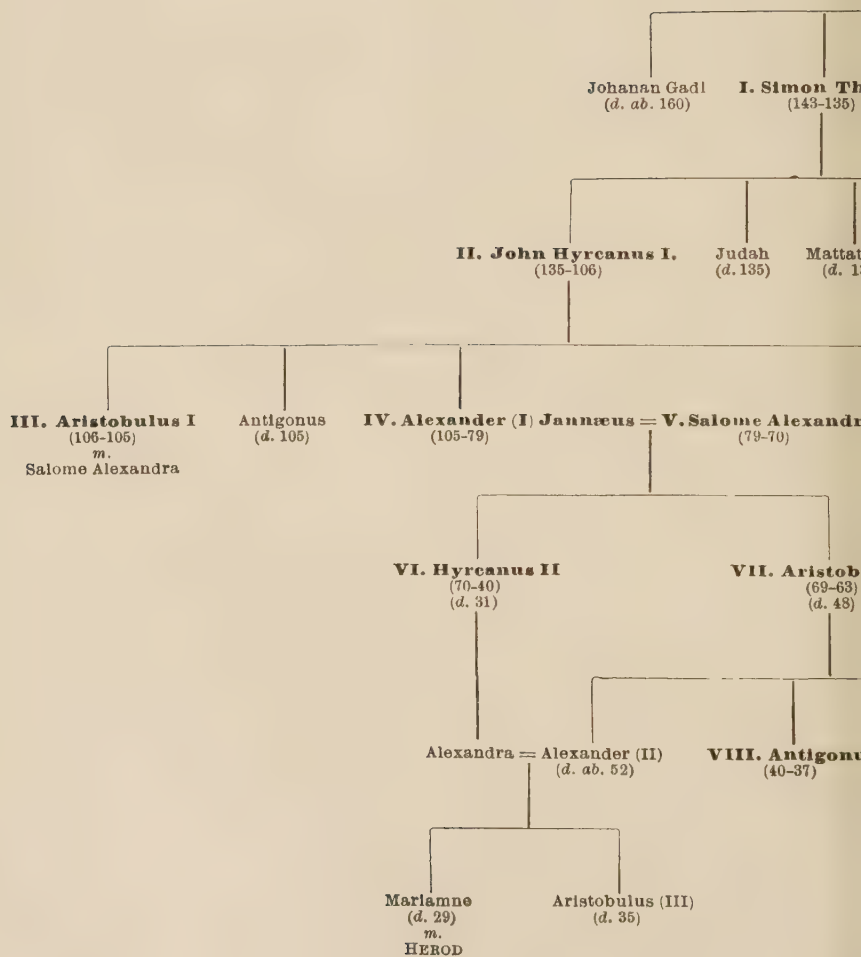 Johanan Gadi I. Simon Th
(d. ab. 160) (143-135)
II. John Hyrcanus I. Judah Mattat
(135-106) (d. 135) (d. 13
III. Aristobulus I Antigonus IV. Alexander (I) Jannæus = V. Salome Alexandr
(106-105) (d. 105) (105-79) (79-70)
m.
Salome Alexandra
VI. Hyrcanus II VII. Aristob
(70-40) (69-63)
(d. 31) (d. 48)
Alexandra = Alexander (II) VIII. Antigonu
(d. ab. 52) (40-37)
Mariamne Aristobulus (III)
(d. 29) (d. 35)
m.
HEROD